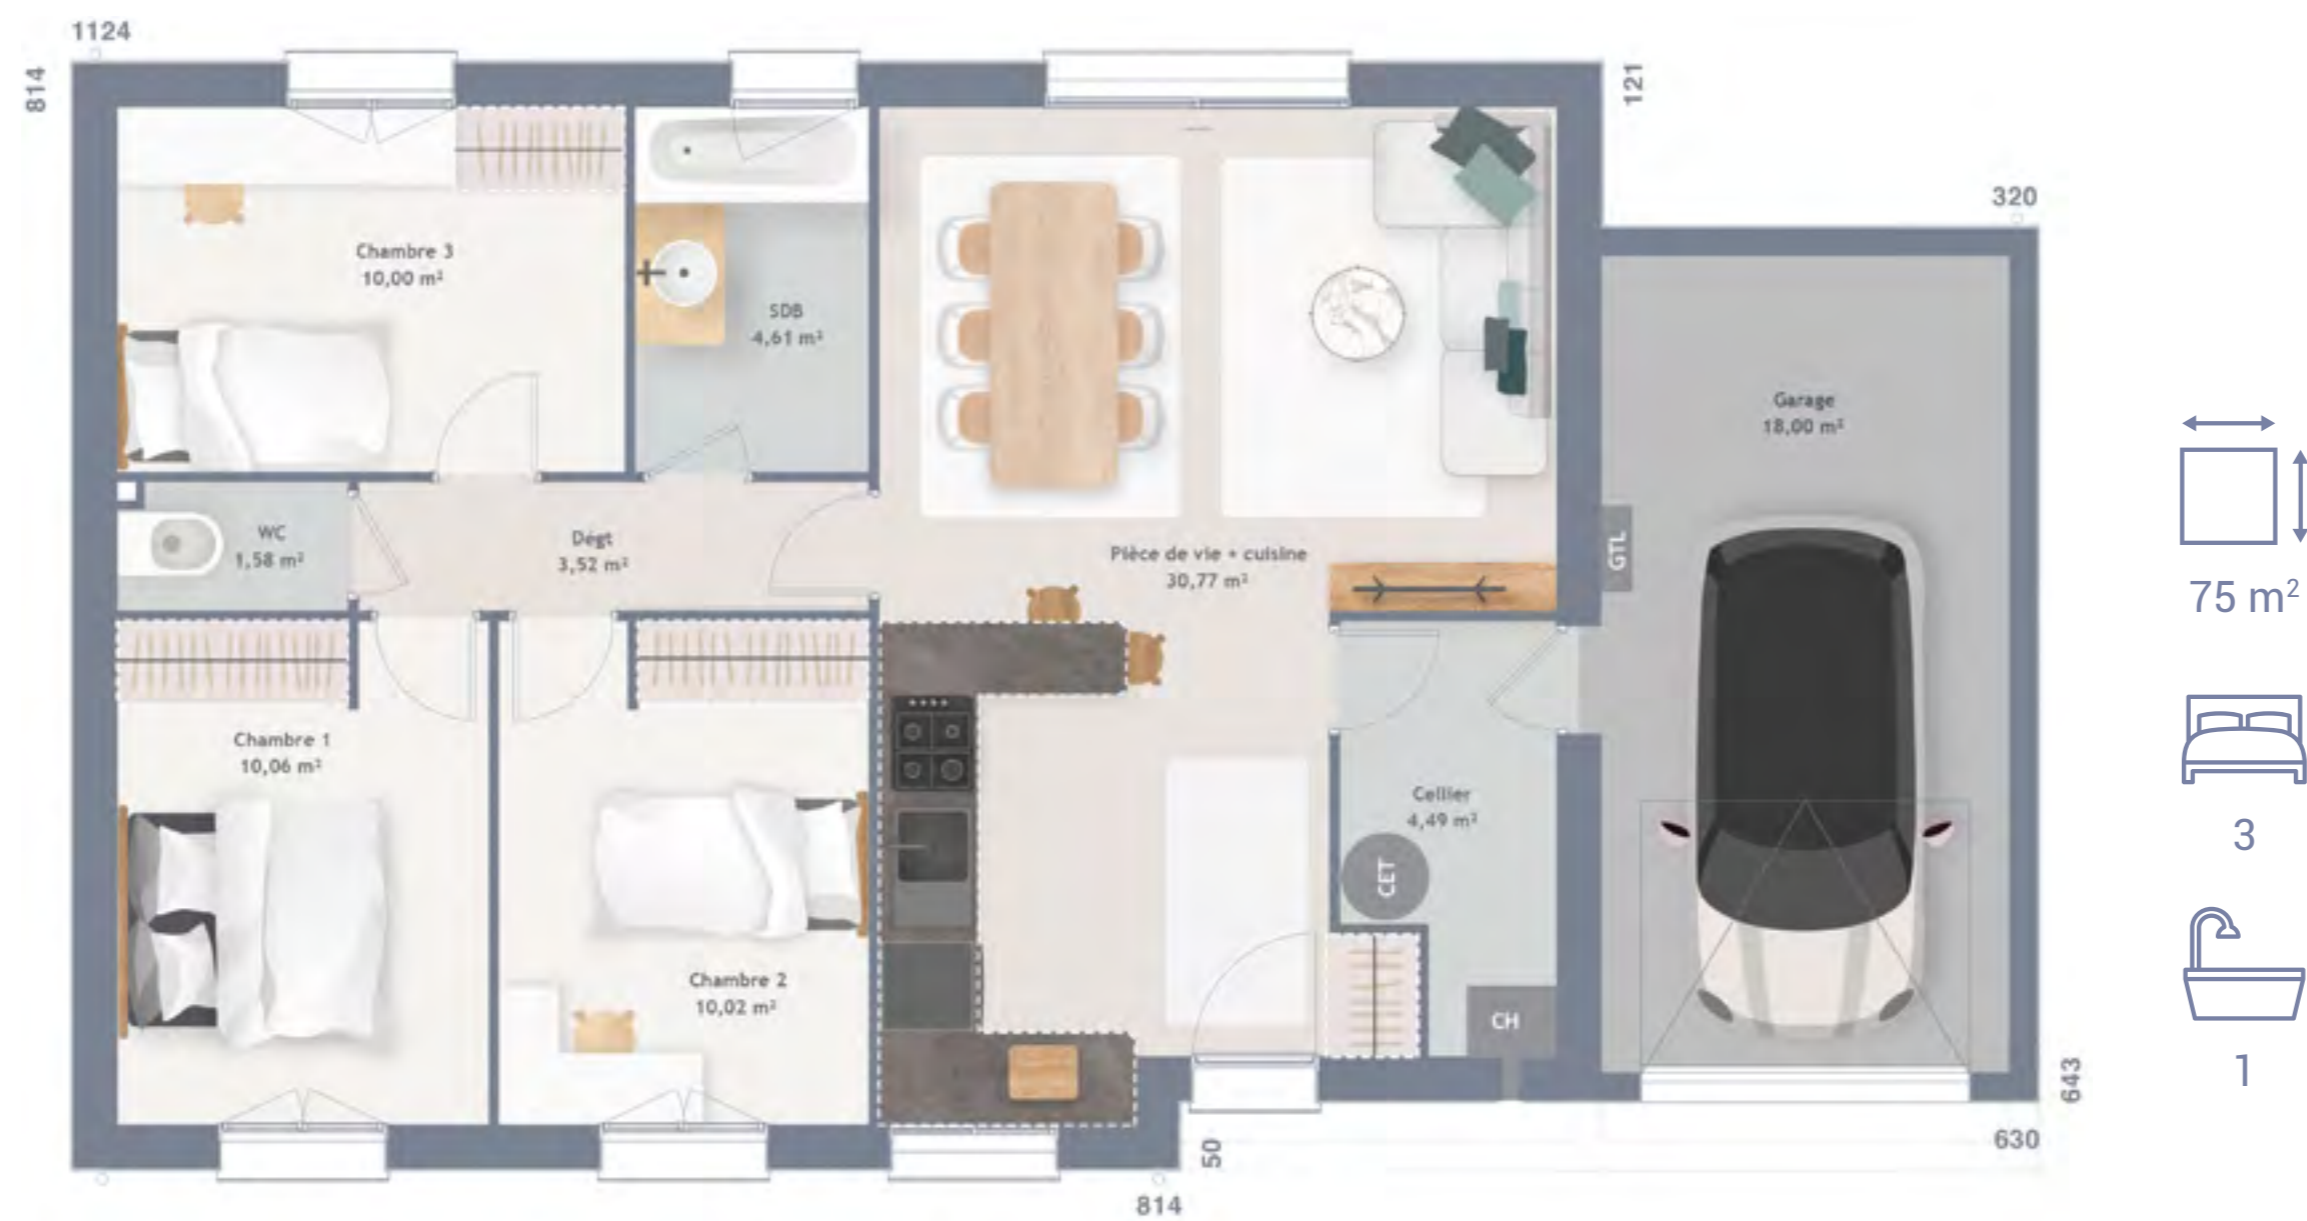 1124
814
121
320
Chambre 3
10,00 m²
SDB
4,61 m²
Garage
18,00 m²
WC
1,58 m²
Dégt
3,52 m²
Pièce de vie + cuisine
30,77 m²
GTL
75 m²
Chambre 1
10,06 m²
Cellier
4,49 m²
CET
3
Chambre 2
10,02 m²
CH
1
643
630
50
814